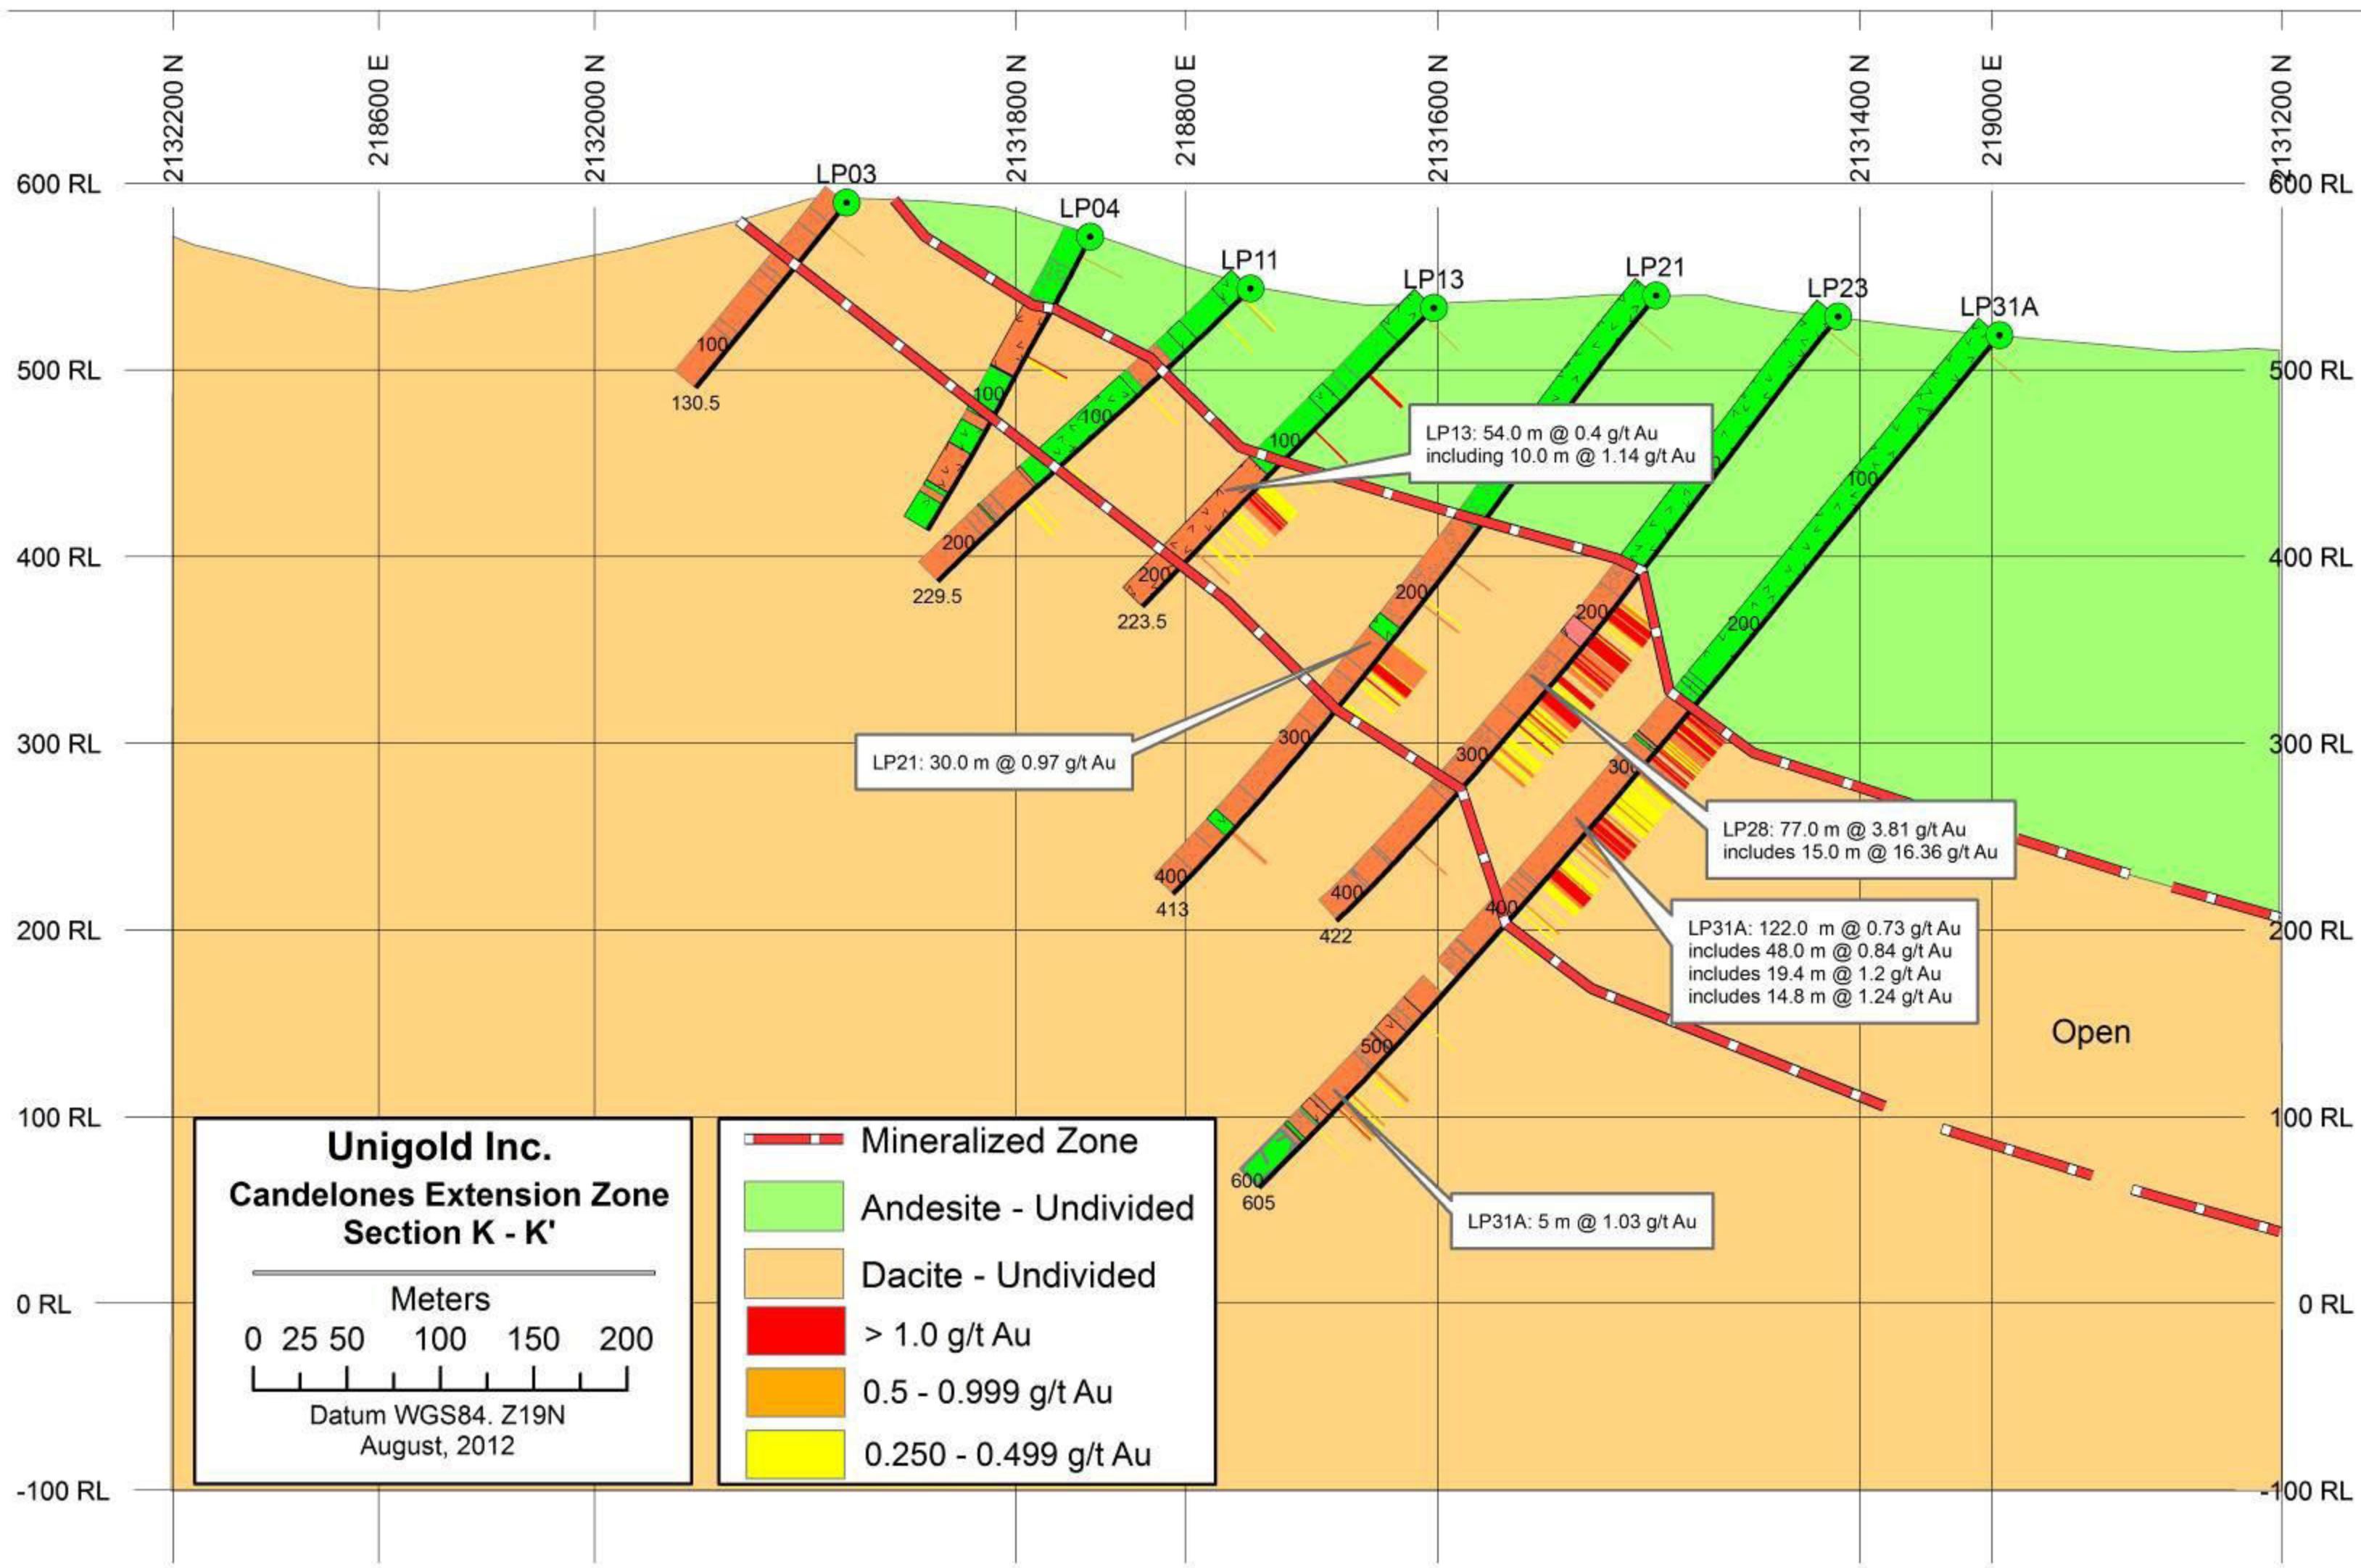 2132200 N
218600 E
2132000 N
2131800 N
218800 E
2131600 N
2131400 N
219000 E
2131200 N
600 RL
600 RL
LP03
LP04
LP11
LP13
LP21
LP23
LP31A
100
130.5
500 RL
500 RL
100
100
200
229.5
100
LP13: 54.0 m @ 0.4 g/t Au
including 10.0 m @ 1.14 g/t Au
100
400 RL
400 RL
200
223.5
200
200
200
LP21: 30.0 m @ 0.97 g/t Au
300 RL
300 RL
300
300
300
LP28: 77.0 m @ 3.81 g/t Au
includes 15.0 m @ 16.36 g/t Au
400
413
400
422
400
200 RL
200 RL
LP31A: 122.0 m @ 0.73 g/t Au
includes 48.0 m @ 0.84 g/t Au
includes 19.4 m @ 1.2 g/t Au
includes 14.8 m @ 1.24 g/t Au
Open
500
100 RL
100 RL
600
605
LP31A: 5 m @ 1.03 g/t Au
0 RL
0 RL
-100 RL
-100 RL
Unigold Inc.
Candelones Extension Zone
Section K - K'
Meters
0 25 50 100 150 200
Datum WGS84. Z19N
August, 2012
Mineralized Zone
Andesite - Undivided
Dacite - Undivided
> 1.0 g/t Au
0.5 - 0.999 g/t Au
0.250 - 0.499 g/t Au